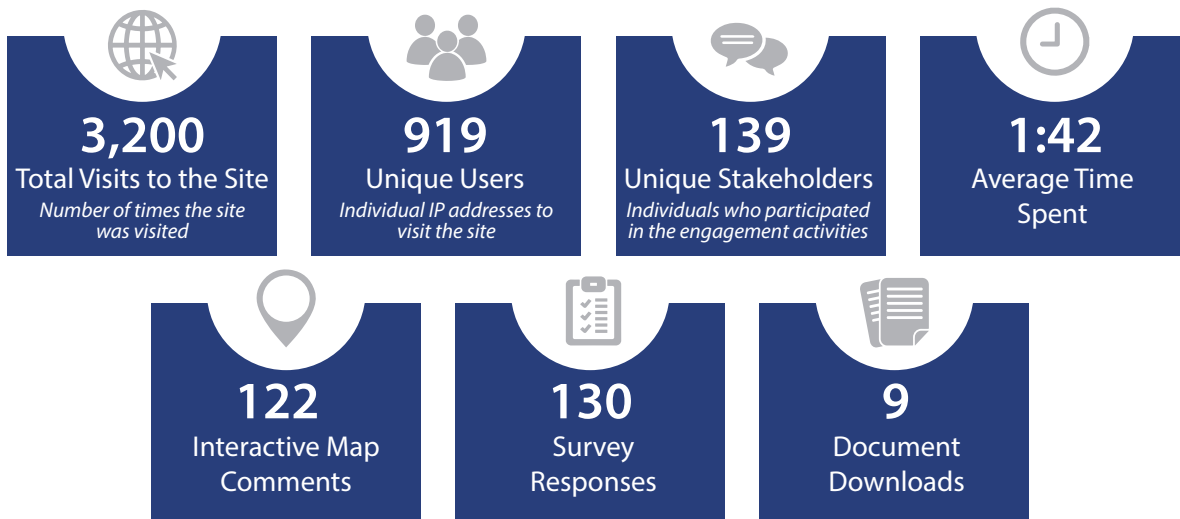 3,200
Total Visits to the Site
Number of times the site
was visited
919
Unique Users
Individual IP addresses to
visit the site
139
Unique Stakeholders
Individuals who participated
in the engagement activities
1:42
Average Time
Spent
122
Interactive Map
Comments
130
Survey
Responses
9
Document
Downloads